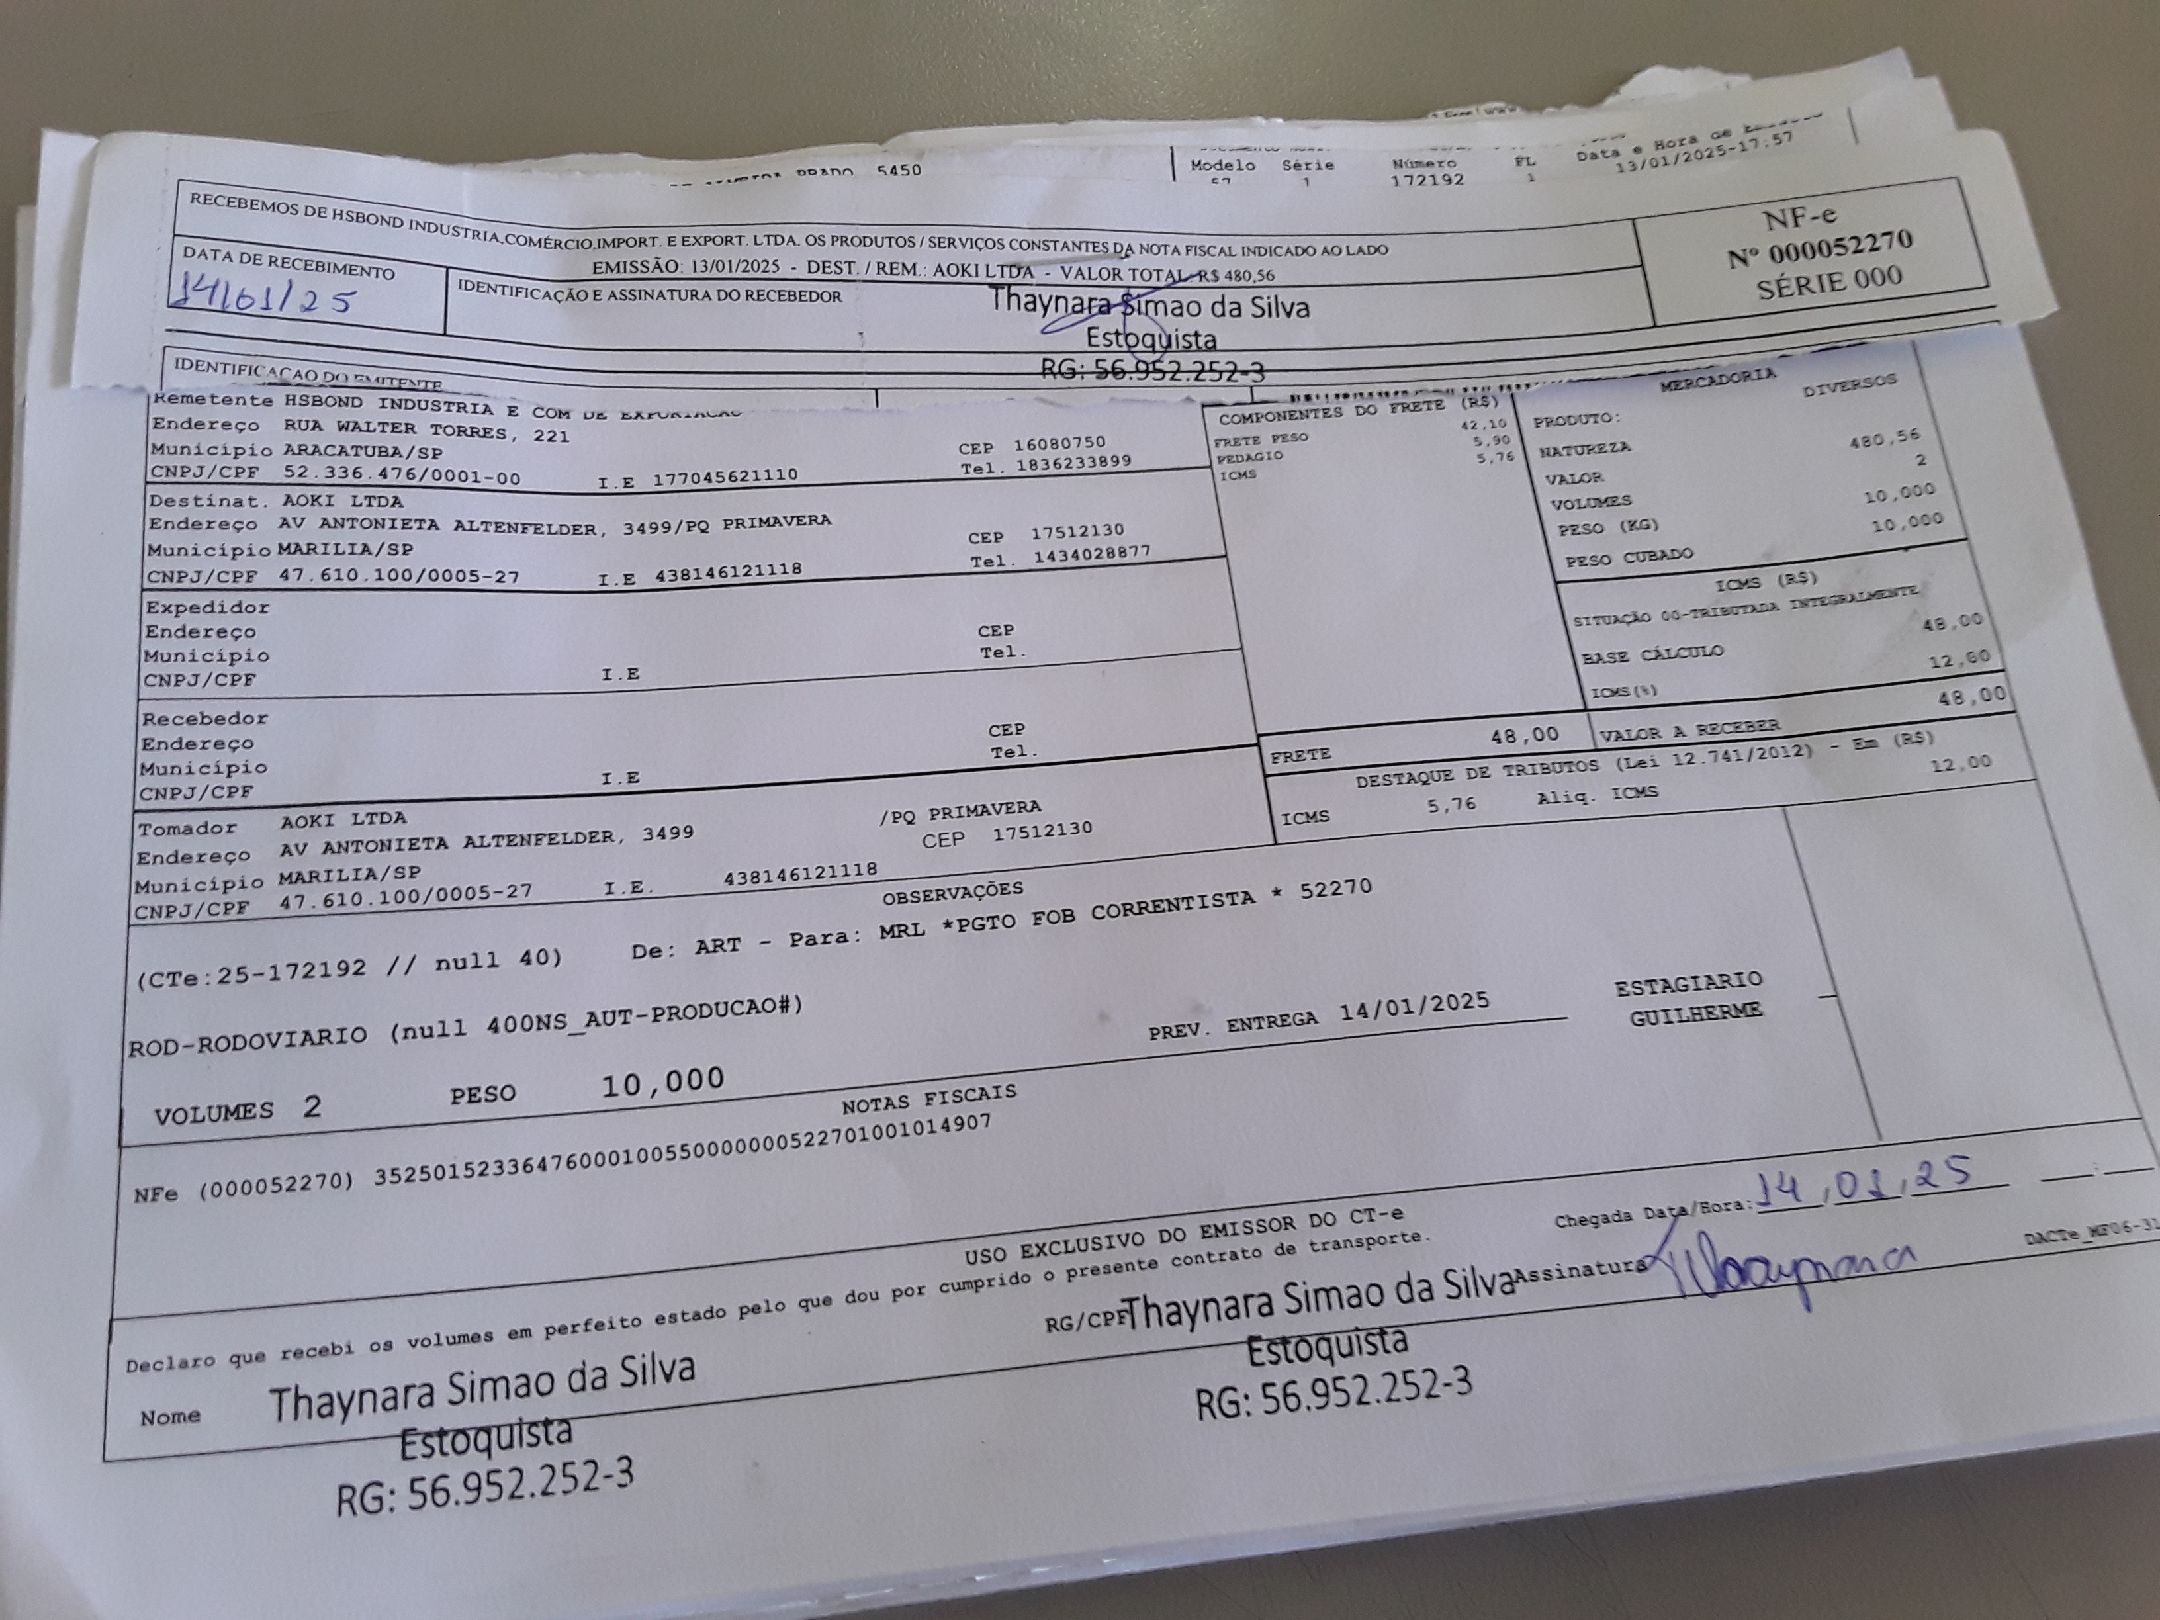 5450
Modelo Série Número FL Data e Hora de
1 172192 1 13/01/2025-17:57
RECEBEMOS DE HSBOND INDUSTRIA,COMÉRCIO,IMPORT. E EXPORT. LTDA. OS PRODUTOS / SERVIÇOS CONSTANTES DA NOTA FISCAL INDICADO AO LADO
EMISSÃO: 13/01/2025 - DEST. / REM.: AOKI LTDA - VALOR TOTAL: R$ 480,56
NF-e
Nº 000052270
SÉRIE 000
DATA DE RECEBIMENTO
14/01/25
IDENTIFICAÇÃO E ASSINATURA DO RECEBEDOR
Thaynara Simao da Silva
Estoquista
RG: 56.952.252-3
IDENTIFICAÇÃO DO EMITENTE
Remetente HSBOND INDUSTRIA E COM DE EXPORTACAO
Endereço RUA WALTER TORRES, 221
Município ARACATUBA/SP CEP 16080750
CNPJ/CPF 52.336.476/0001-00 I.E 177045621110 Tel. 1836233899
Destinat. AOKI LTDA
Endereço AV ANTONIETA ALTENFELDER, 3499/PQ PRIMAVERA
Município MARILIA/SP CEP 17512130
CNPJ/CPF 47.610.100/0005-27 I.E 438146121118 Tel. 1434028877
Expedidor
Endereço
Município CEP
CNPJ/CPF I.E Tel.
Recebedor
Endereço
Município CEP
CNPJ/CPF I.E Tel.
Tomador AOKI LTDA
Endereço AV ANTONIETA ALTENFELDER, 3499 /PQ PRIMAVERA
Município MARILIA/SP CEP 17512130
CNPJ/CPF 47.610.100/0005-27 I.E. 438146121118
COMPONENTES DO FRETE (R$)
FRETE PESO 42,10
PEDAGIO 5,90
ICMS 5,76
MERCADORIA
PRODUTO: DIVERSOS
NATUREZA
VALOR 480,56
VOLUMES 2
PESO (KG) 10,000
PESO CUBADO 10,000
ICMS (R$)
SITUAÇÃO 00-TRIBUTADA INTEGRALMENTE
BASE CÁLCULO 48,00
ICMS(%) 12,00
FRETE 48,00 VALOR A RECEBER 48,00
48,00
DESTAQUE DE TRIBUTOS (Lei 12.741/2012) - Em (R$)
ICMS 5,76 Aliq. ICMS 12,00
OBSERVAÇÕES
(CTe:25-172192 // null 40) De: ART - Para: MRL *PGTO FOB CORRENTISTA * 52270
ROD-RODOVIARIO (null 400NS_AUT-PRODUCAO#)
PREV. ENTREGA 14/01/2025
ESTAGIARIO
GUILHERME
VOLUMES 2 PESO 10,000
NOTAS FISCAIS
NFe (000052270) 35250152336476000100550000000522701001014907
USO EXCLUSIVO DO EMISSOR DO CT-e
Declaro que recebi os volumes em perfeito estado pelo que dou por cumprido o presente contrato de transporte.
Chegada Data/Hora: 14,01,25 :
DACTe_MF06-31
Nome Thaynara Simao da Silva
Estoquista
RG: 56.952.252-3
RG/CPF Thaynara Simao da Silva
Estoquista
RG: 56.952.252-3
Assinatura Thaynara